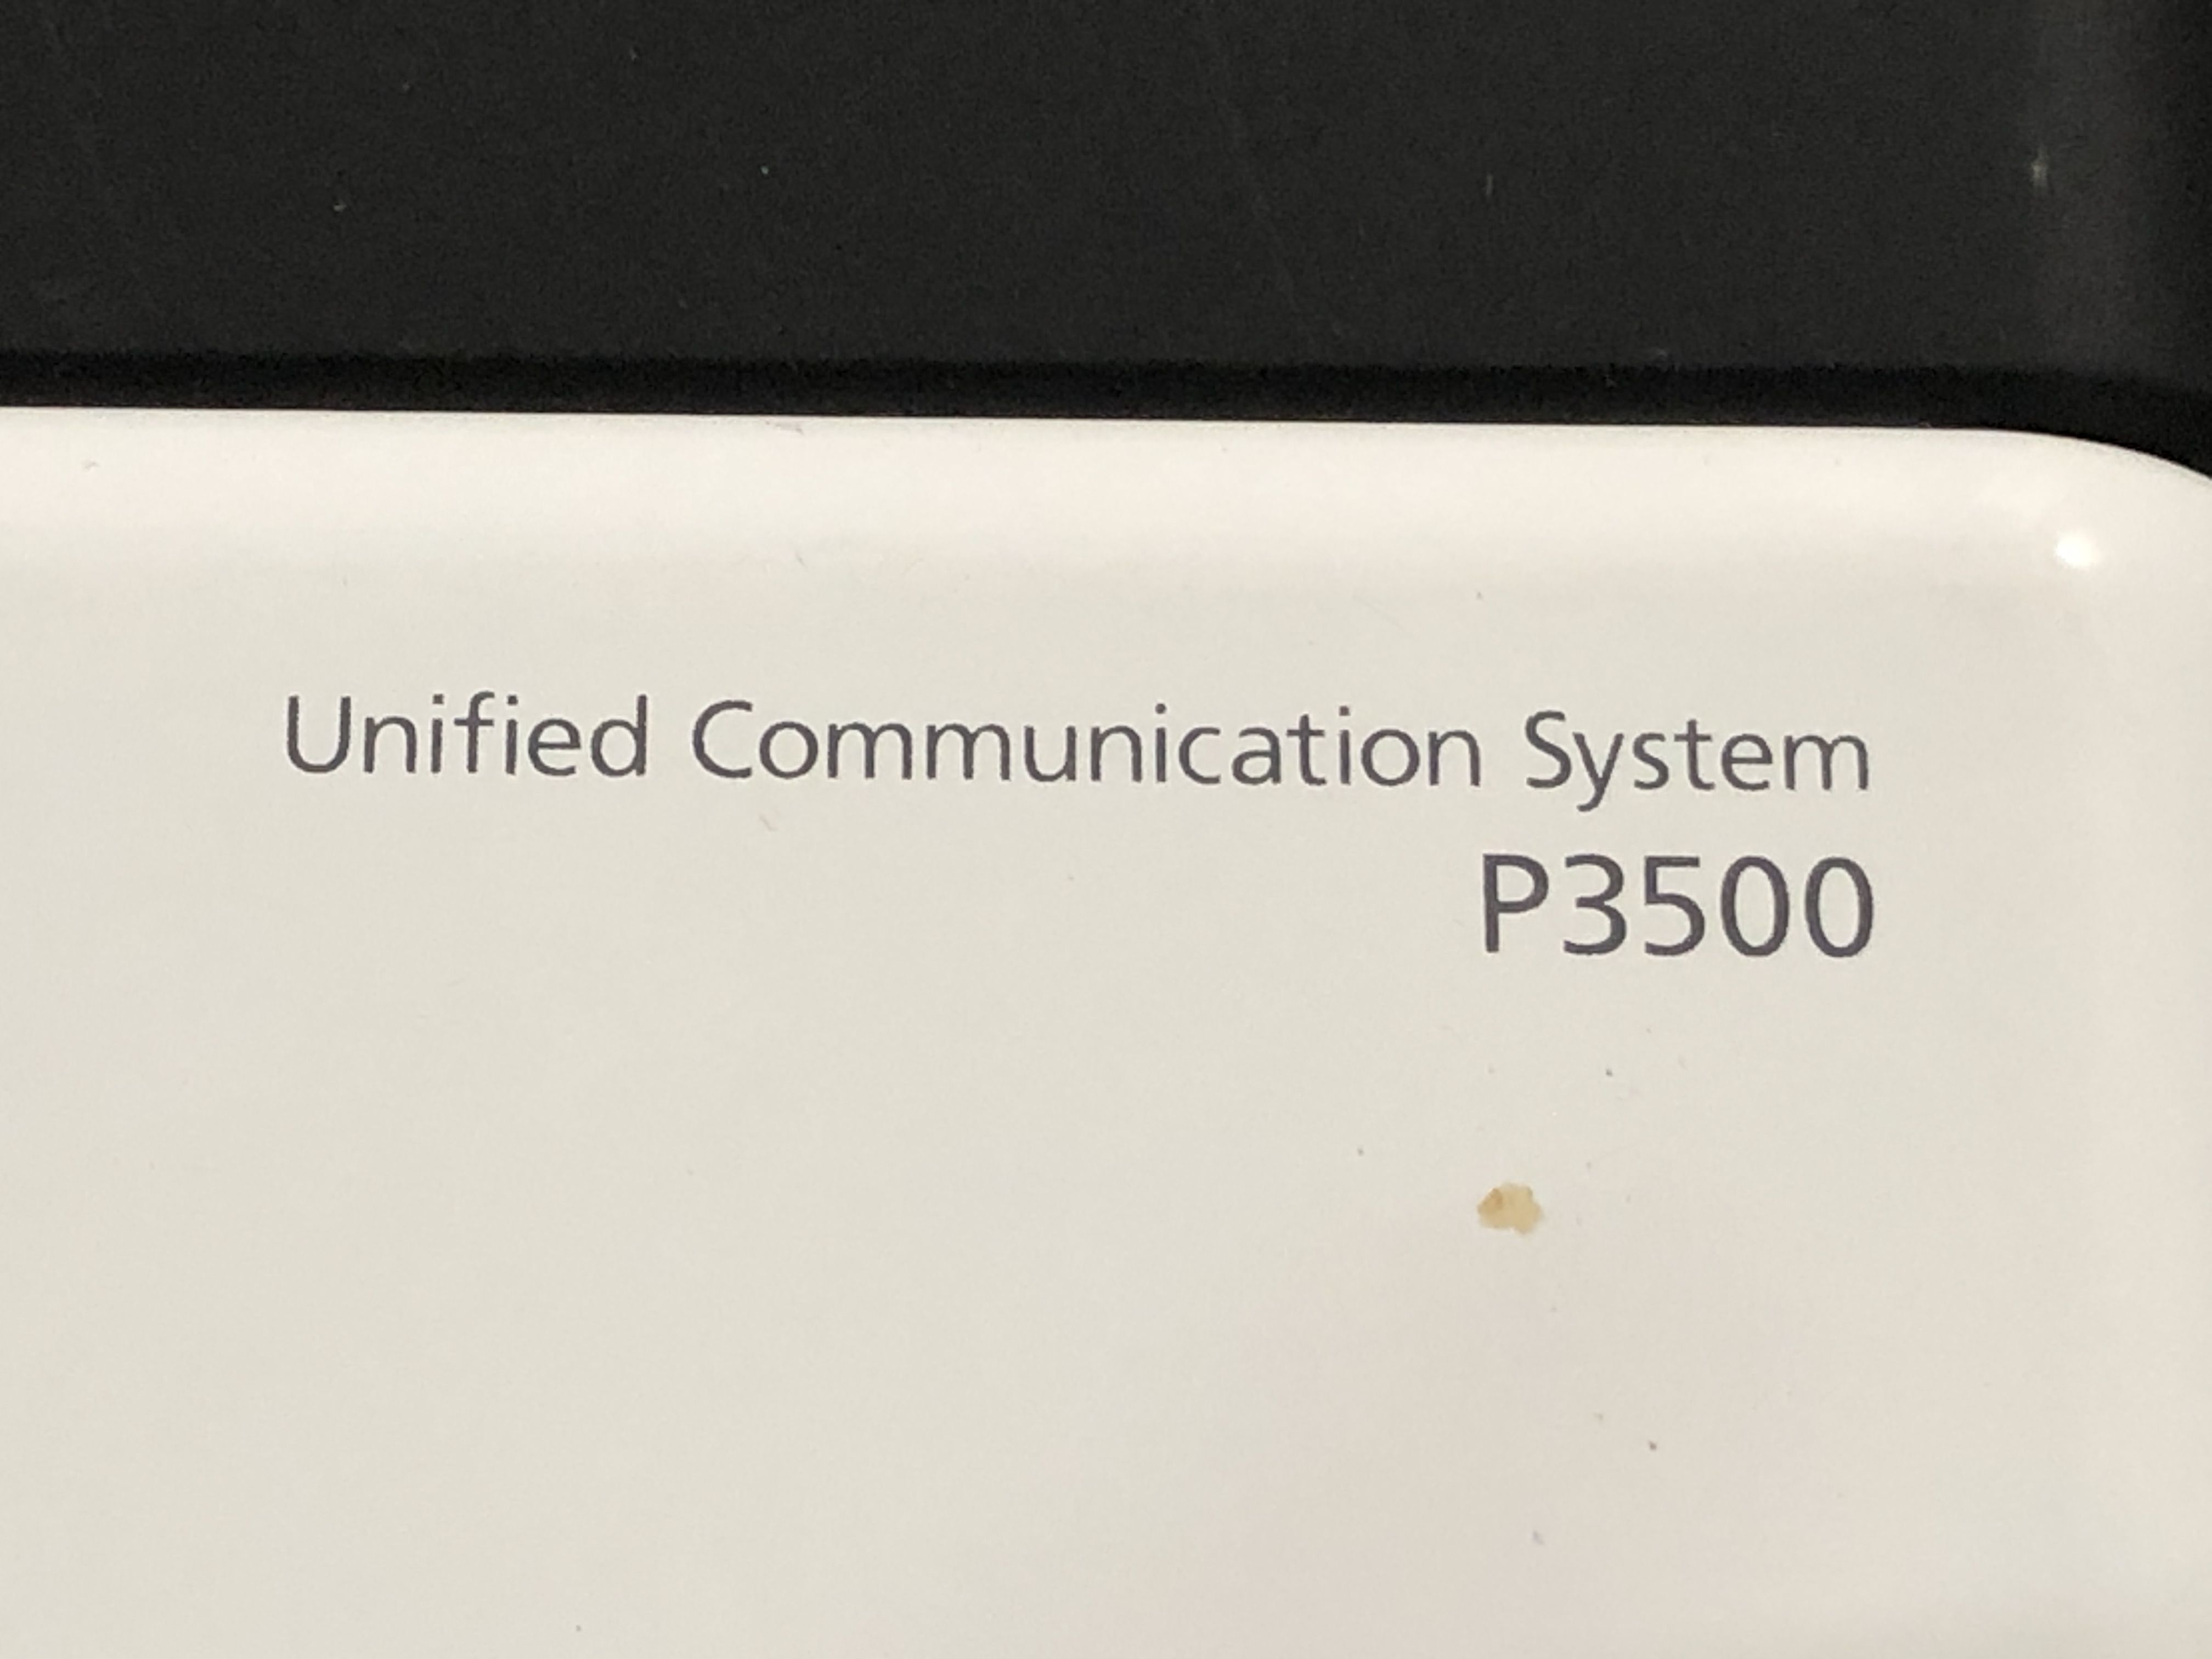 Unified Communication System
P3500